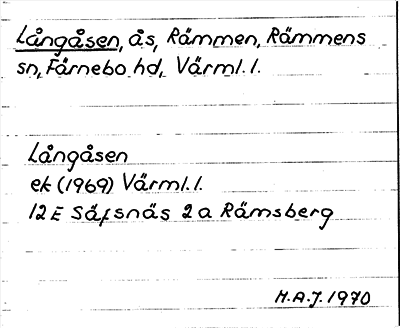 Långåsen, ås, Rämmen, Rämmens
sn, Färnebo hd, Värml. l.
Långåsen
ek (1969) Värml. l.
12 E Säfsnäs 2 a Rämsberg
H.A.J. 1970